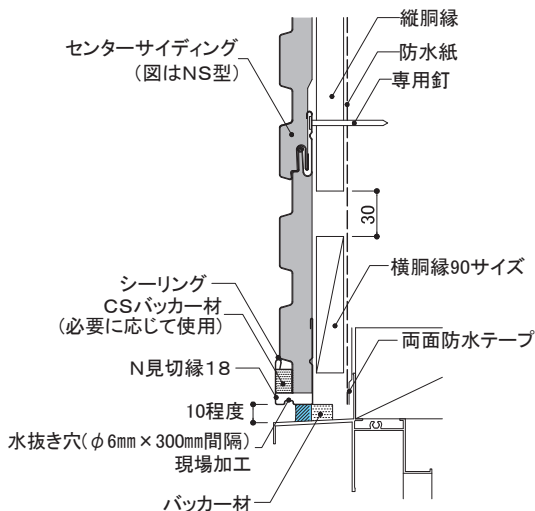 縦胴縁
センターサイディング
(図はNS型)
防水紙
専用釘
30
横胴縁90サイズ
シーリング
CSバッカー材
(必要に応じて使用)
両面防水テープ
N見切縁18
10程度
水抜き穴(φ6mm×300mm間隔)
現場加工
バッカー材